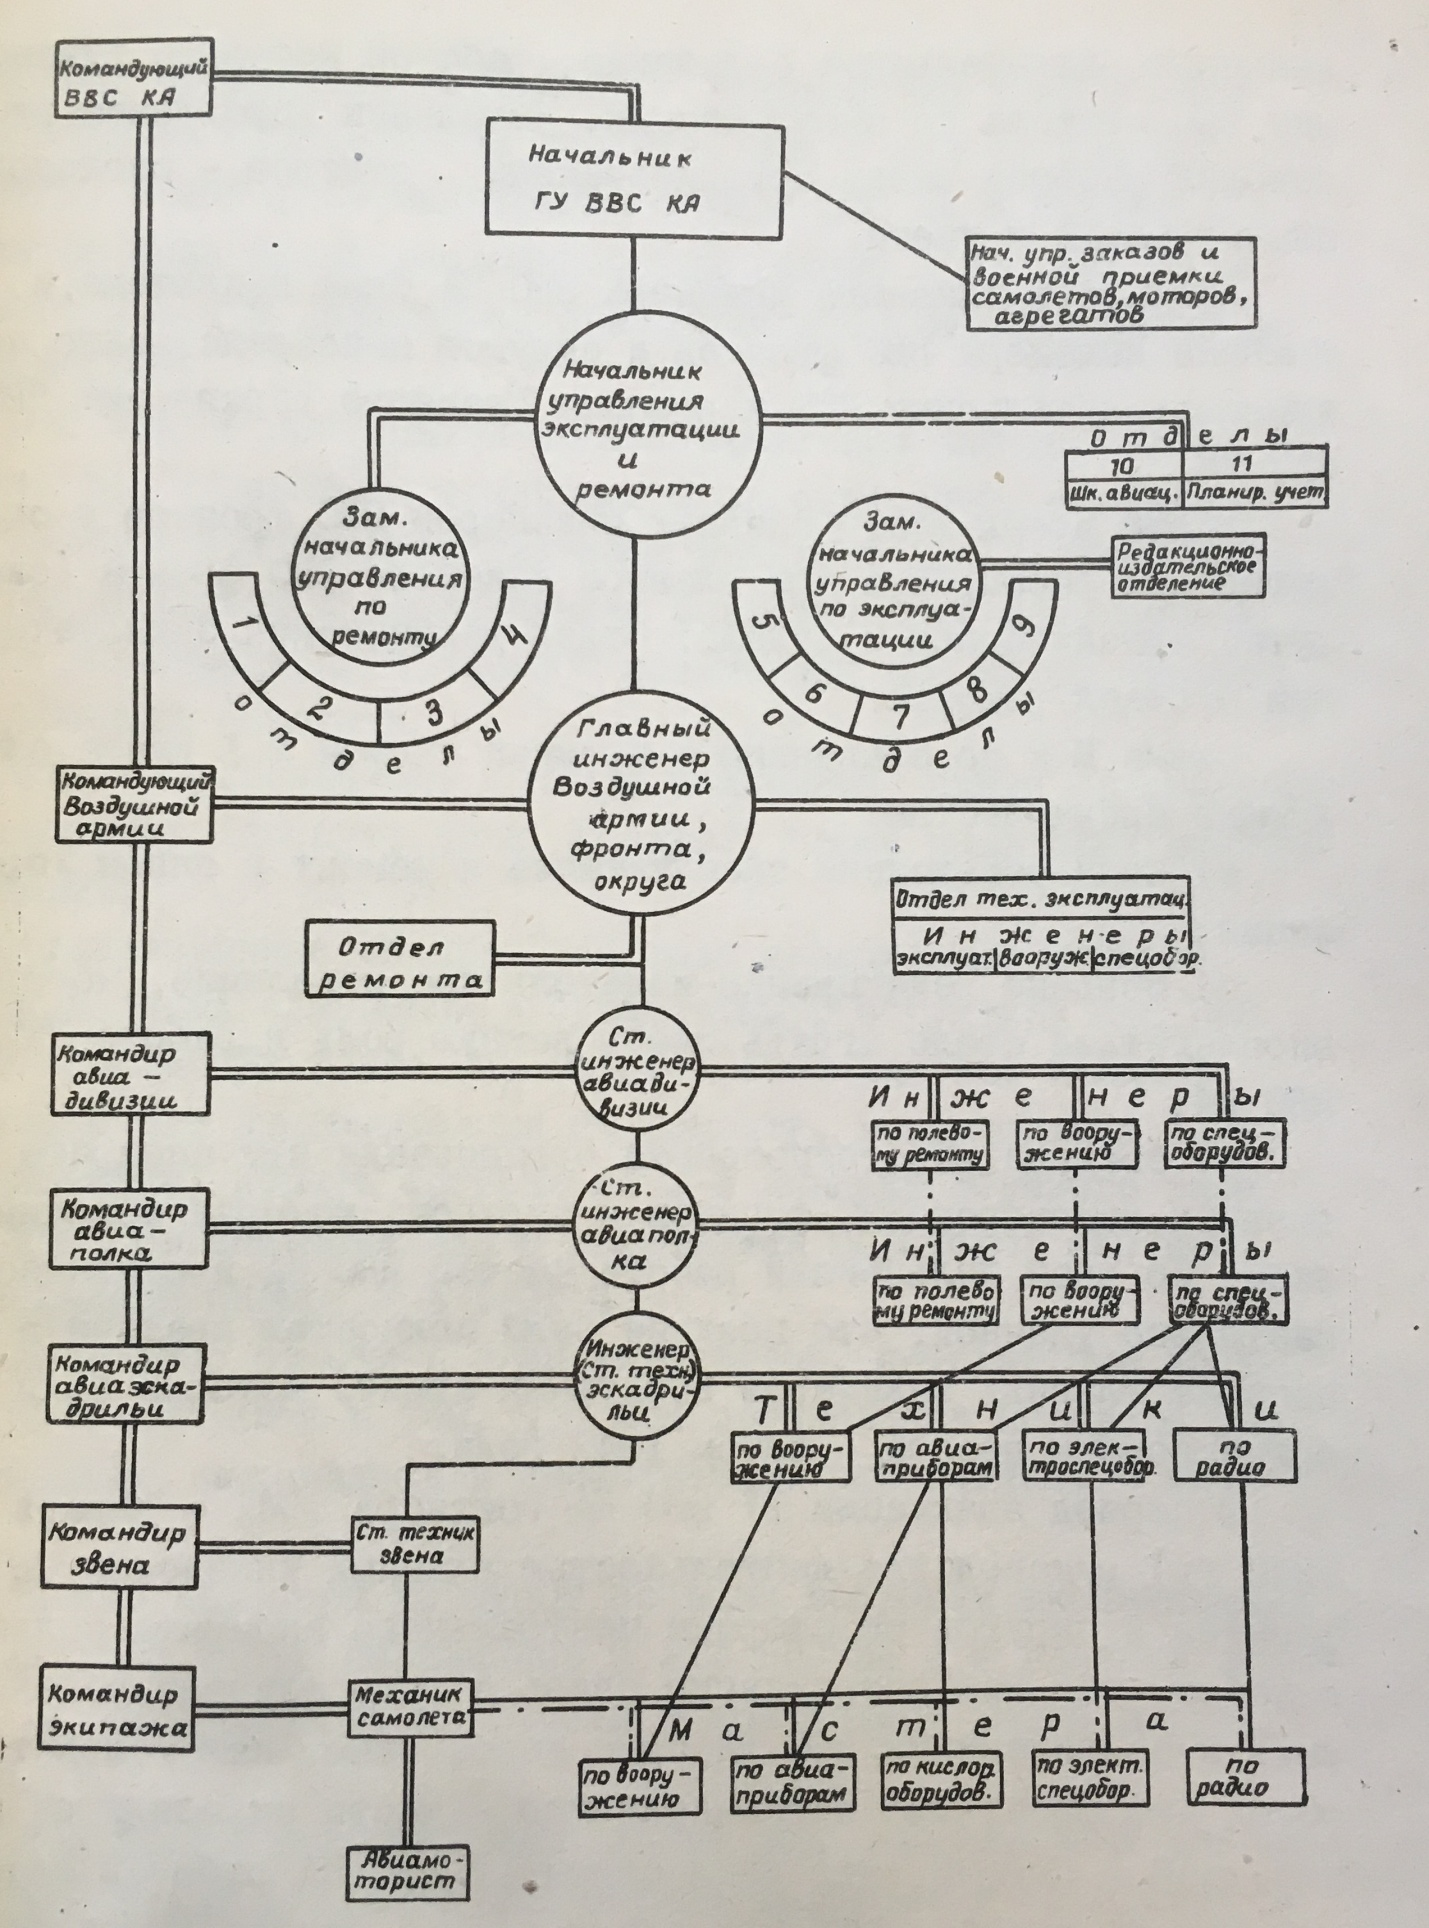 Командующий
ВВС КА
Начальник
ГУ ВВС КА
Нач. упр. заказов и
военной приемки
самолетов, моторов,
агрегатов
Начальник
управления
эксплуатации
и
ремонта
Отделы
10 11
Шк. авиац. Планир. учет
Зам.
начальника
управления
по
ремонту
1 2 3 4
отделы
Зам.
начальника
управления
по эксплуа-
тации
5 6 7 8 9
отделы
Редакционно-
издательское
отделение
Командующий
Воздушной
армии
Главный
инженер
Воздушной
армии,
фронта,
округа
Отдел тех. эксплуатац.
Инженеры
эксплуат. вооруж. спецобор.
Отдел
ремонта
Командир
авиа-
дивизии
Ст.
инженер
авиади-
визии
Инженеры
по полево-
му ремонту
по воору-
жению
по спец-
оборудов.
Командир
авиа-
полка
Ст.
инженер
авиапол-
ка
Инженеры
по полево
му ремонту
по воору-
жению
по спец-
оборудов.
Командир
авиаэска-
дрильи
Инженер
(Ст. техн)
эскадри-
льи
Техники
по воору-
жению
по авиа-
приборам
по элек-
троспецобор.
по
радио
Командир
звена
Ст. техник
звена
Командир
экипажа
Механик
самолета
Мастера
по воору-
жению
по авиа-
приборам
по кислор.
оборудов.
по элект.
спецобор.
по
радио
Авиамо-
торист